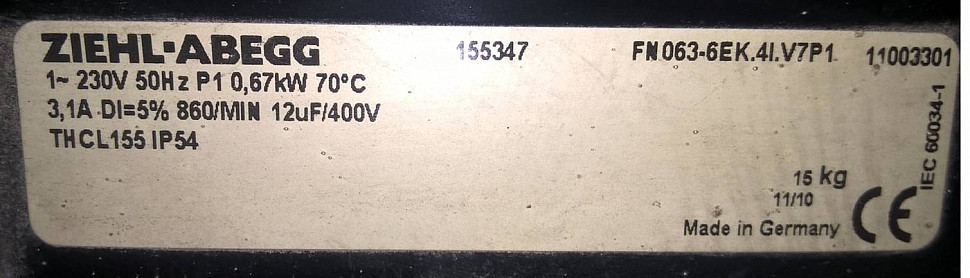 ZIEHL-ABEGG 155347 FN063-6EK.4I.V7P1 11003301
1~ 230V 50Hz P1 0,67kW 70°C
3,1A DI=5% 860/MIN 12uF/400V
THCL155 IP54
IEC 60034-1
15 kg
11/10
Made in Germany CE